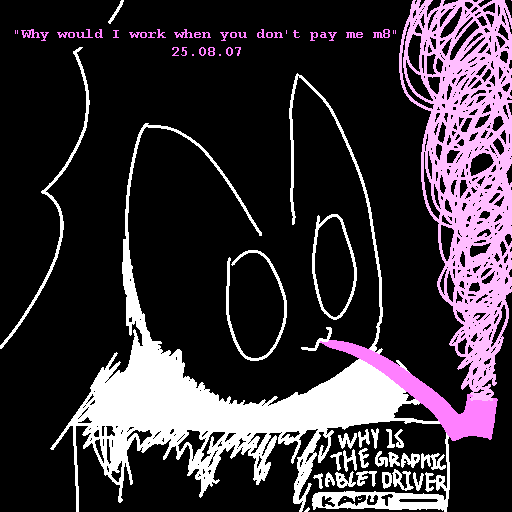 "Why would I work when you don't pay me m8"
25.08.07
WHY IS
THE GRAPHIC
TABLET DRIVER
KAPUT